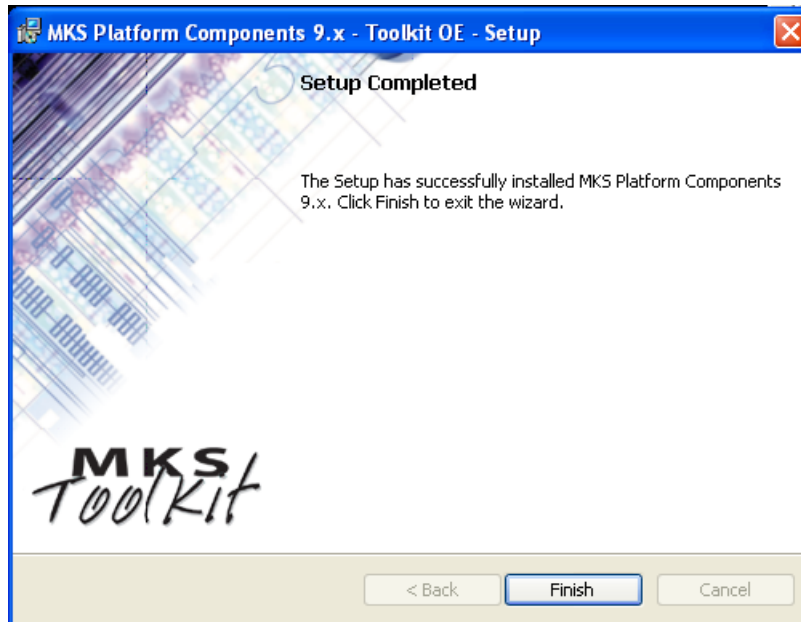 MKS Platform Components 9.x - Toolkit OE - Setup
Setup Completed
The Setup has successfully installed MKS Platform Components
9.x. Click Finish to exit the wizard.
MKS
Toolkit
< Back
Finish
Cancel